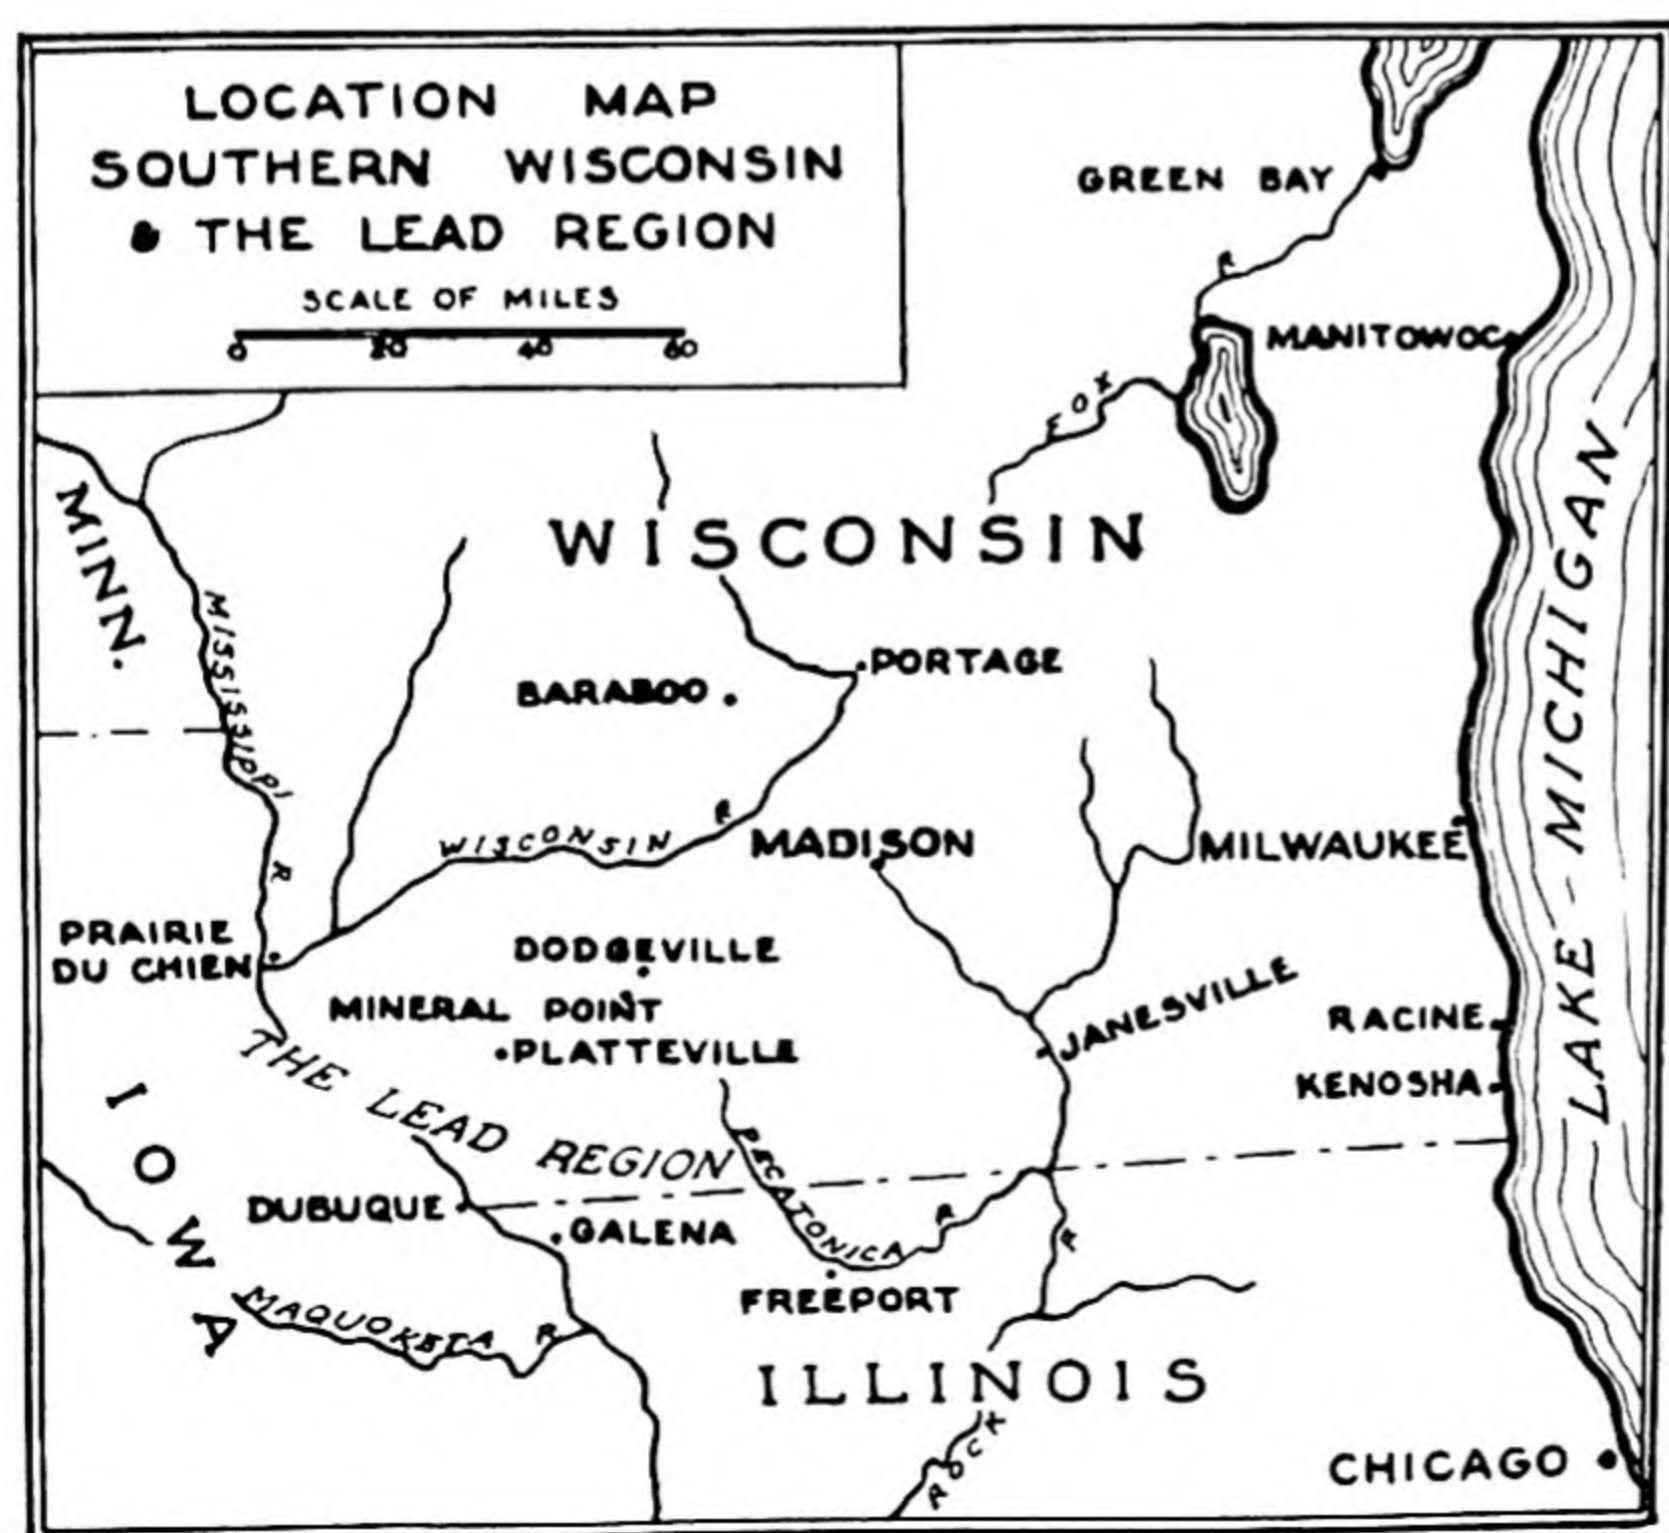 LOCATION MAP
SOUTHERN WISCONSIN
& THE LEAD REGION
SCALE OF MILES
0 20 40 60
GREEN BAY
R
MANITOWOC
FOX
MINN.
WISCONSIN
MISSISSIPPI
R
PORTAGE
BARABOO
WISCONSIN R
MADISON
MILWAUKEE
LAKE - MICHIGAN
PRAIRIE
DU CHIEN
DODGEVILLE
MINERAL POINT
PLATTEVILLE
JANESVILLE
RACINE
KENOSHA
THE LEAD REGION
IOWA
PECATONICA R
DUBUQUE
GALENA
FREEPORT
R
MAQUOKETA R
ILLINOIS
ROCK
CHICAGO